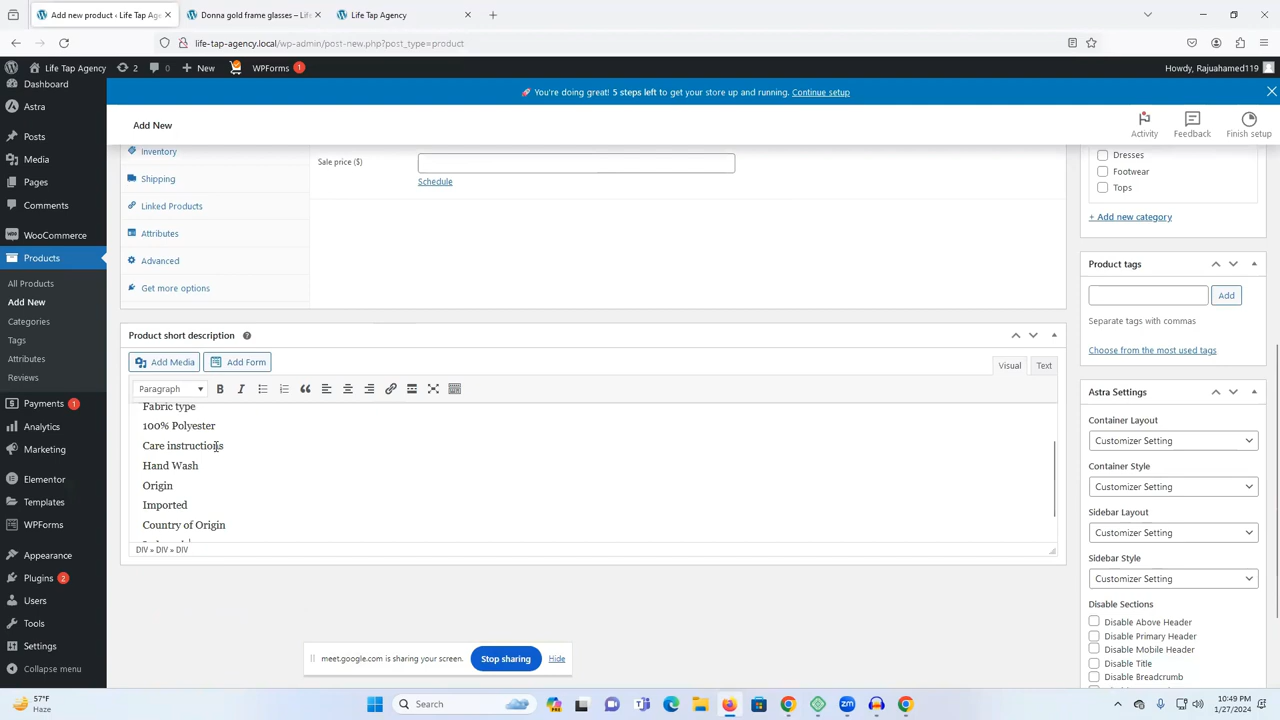 Add new product ‹ Life Tap Age
Donna gold frame glasses – Life
Life Tap Agency
life-tap-agency.local/wp-admin/post-new.php?post_type=product
Life Tap Agency
2
0
New
WPForms
1
Howdy, Rajuahamed119
Dashboard
Astra
Posts
Media
Pages
Comments
WooCommerce
Products
All Products
Add New
Categories
Tags
Attributes
Reviews
Payments
1
Analytics
Marketing
Elementor
Templates
WPForms
Appearance
Plugins
2
Users
Tools
Settings
Collapse menu
You're doing great! 5 steps left to get your store up and running. Continue setup
Add New
Activity
Feedback
Finish setup
Inventory
Shipping
Linked Products
Attributes
Advanced
Get more options
Sale price ($)
Schedule
Product short description
Add Media
Add Form
Visual
Text
Paragraph
Fabric type
100% Polyester
Care instructions
Hand Wash
Origin
Imported
Country of Origin
DIV » DIV » DIV
Dresses
Footwear
Tops
+ Add new category
Product tags
Add
Separate tags with commas
Choose from the most used tags
Astra Settings
Container Layout
Customizer Setting
Container Style
Customizer Setting
Sidebar Layout
Customizer Setting
Sidebar Style
Customizer Setting
Disable Sections
Disable Above Header
Disable Primary Header
Disable Mobile Header
Disable Title
Disable Breadcrumb
meet.google.com is sharing your screen.
Stop sharing
Hide
57°F
Haze
Search
10:49 PM
1/27/2024